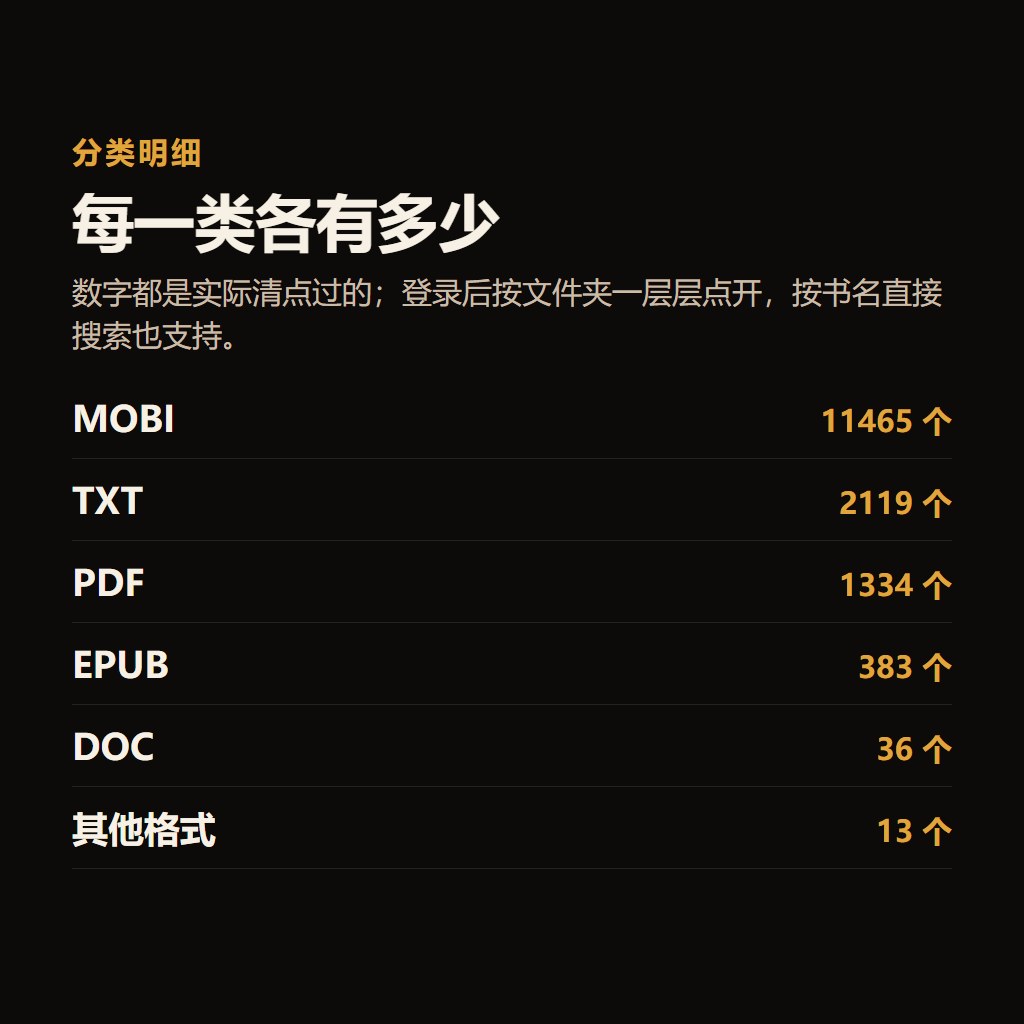 分类明细
每一类各有多少
数字都是实际清点过的；登录后按文件夹一层层点开，按书名直接
搜索也支持。
MOBI 11465 个
TXT 2119 个
PDF 1334 个
EPUB 383 个
DOC 36 个
其他格式 13 个